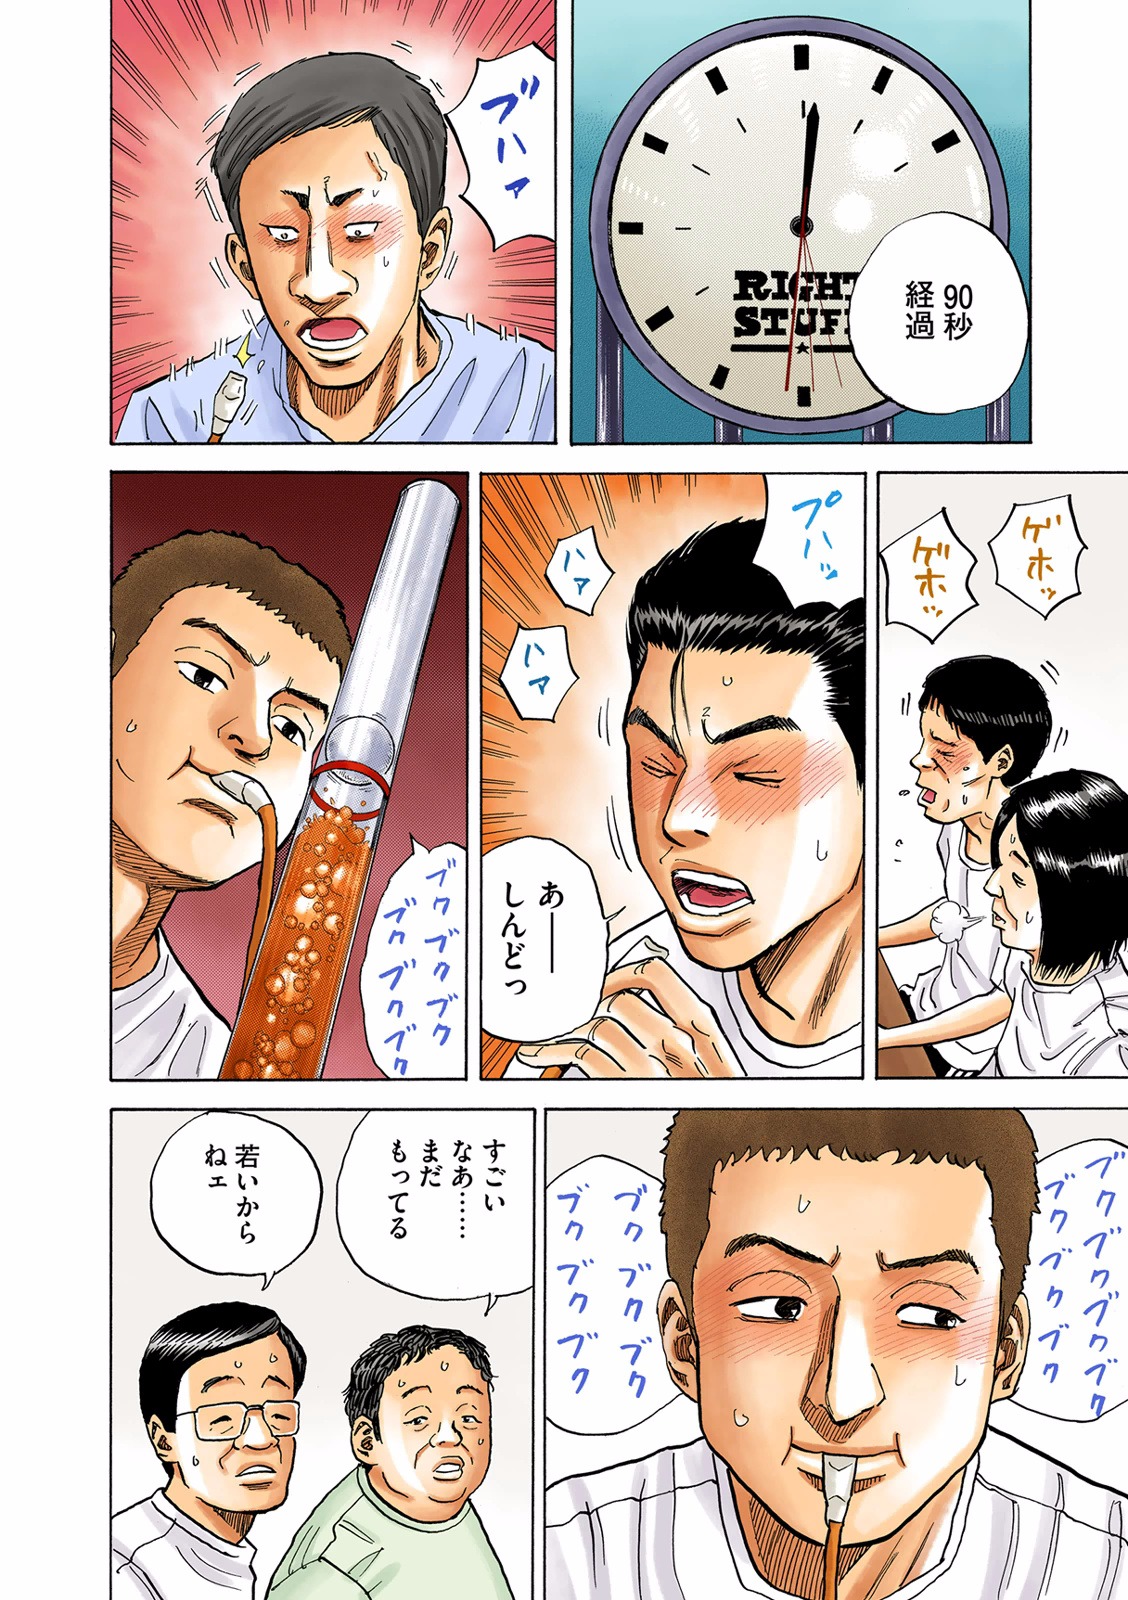 90秒
経過
RIGHT
STUFF
ブハァ
ゲホッ
ゲホッ
プハッ
ハァ
ハァ
あ――
しんどっ
ブクブクブク
ブクブクブク
ブクブクブクブク
ブクブクブク
ブクブクブク
ブクブクブク
すごい
なあ……
まだ
もってる
若いから
ねェ